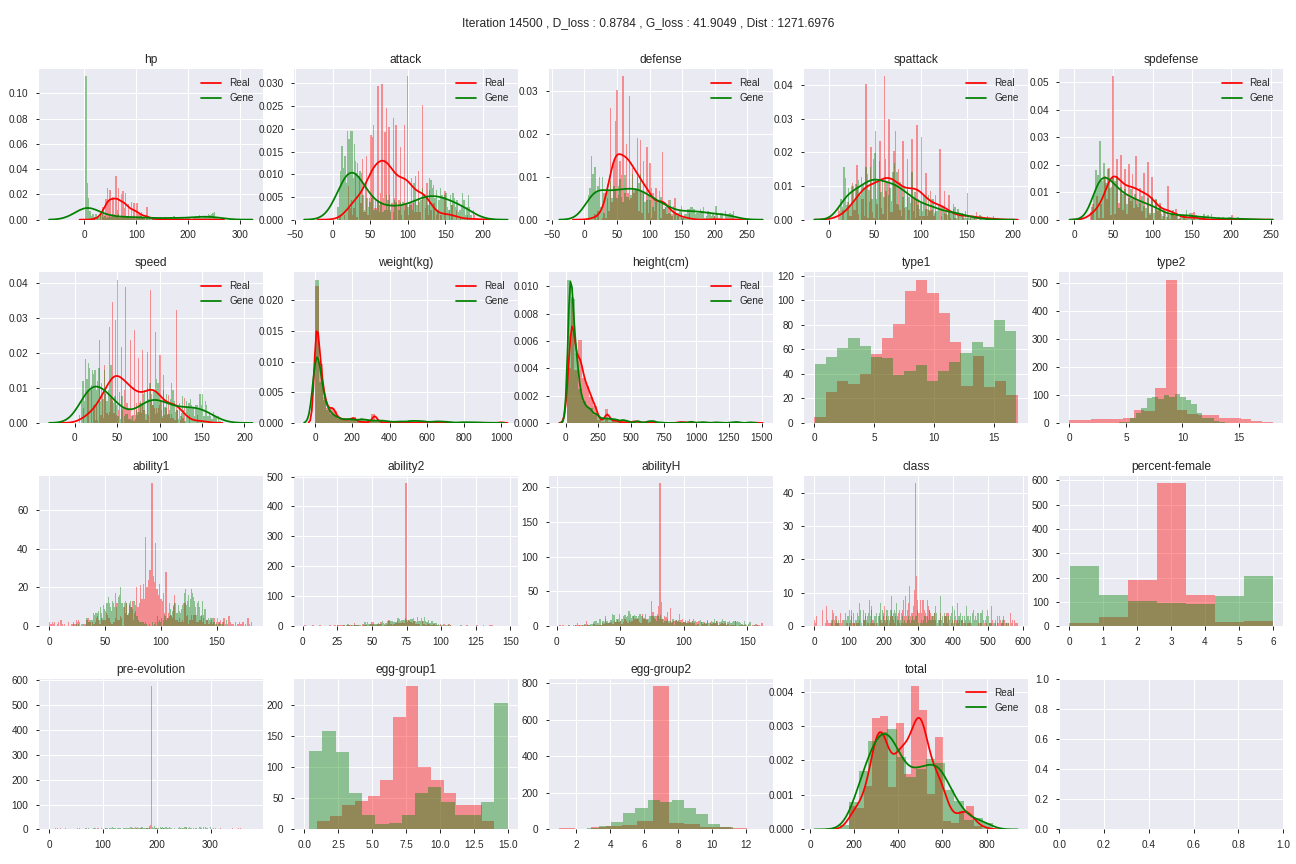 Iteration 14500 , D_loss : 0.8784 , G_loss : 41.9049 , Dist : 1271.6976
hp
attack
defense
spattack
spdefense
Real
Gene
Real
Gene
Real
Gene
Real
Gene
Real
Gene
0.10
0.08
0.06
0.04
0.02
0.00
0 100 200 300
0.030
0.025
0.020
0.015
0.010
0.005
0.000
−50 0 50 100 150 200
0.03
0.02
0.01
0.00
−50 0 50 100 150 200 250
0.04
0.03
0.02
0.01
0.00
0 50 100 150 200
0.05
0.04
0.03
0.02
0.01
0.00
0 50 100 150 200 250
speed
weight(kg)
height(cm)
type1
type2
Real
Gene
Real
Gene
Real
Gene
0.04
0.03
0.02
0.01
0.00
0 50 100 150 200
0.020
0.015
0.010
0.005
0.000
0 200 400 600 800 1000
0.010
0.008
0.006
0.004
0.002
0.000
0 250 500 750 1000 1250 1500
120
100
80
60
40
20
0
0 5 10 15
500
400
300
200
100
0
0 5 10 15
ability1
ability2
abilityH
class
percent-female
60
40
20
0
0 50 100 150
500
400
300
200
100
0
0 25 50 75 100 125 150
200
150
100
50
0
0 50 100 150
40
30
20
10
0
0 100 200 300 400 500 600
600
500
400
300
200
100
0
0 1 2 3 4 5 6
pre-evolution
egg-group1
egg-group2
total
Real
Gene
600
500
400
300
200
100
0
0 100 200 300
200
150
100
50
0
0.0 2.5 5.0 7.5 10.0 12.5 15.0
800
600
400
200
0
2 4 6 8 10 12
0.004
0.003
0.002
0.001
0.000
0 200 400 600 800
1.0
0.8
0.6
0.4
0.2
0.0
0.0 0.2 0.4 0.6 0.8 1.0